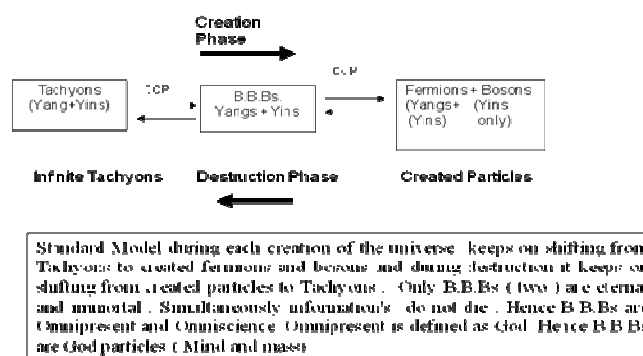 Creation
Phase
Tachyons
(Yang+Yins)
B.B.Bs.
Yangs + Yins
Fermions + Bosons
(Yangs+ (Yins
(Yins) only)
Infinite Tachyons Destruction Phase Created Particles
Standard Model during each creation of the universe keeps on shifting from
Tachyons to created fermions and bosons and during destruction it keeps on
shifting from created particles to Tachyons . Only B.B.Bs ( two ) are eternal
and immortal . Simultaneously information's do not die . Hence B.B.Bs are
Omnipresent and Omniscience Omnipresent is defined as God Hence B.B.Bs
are God particles ( Mind and mass)